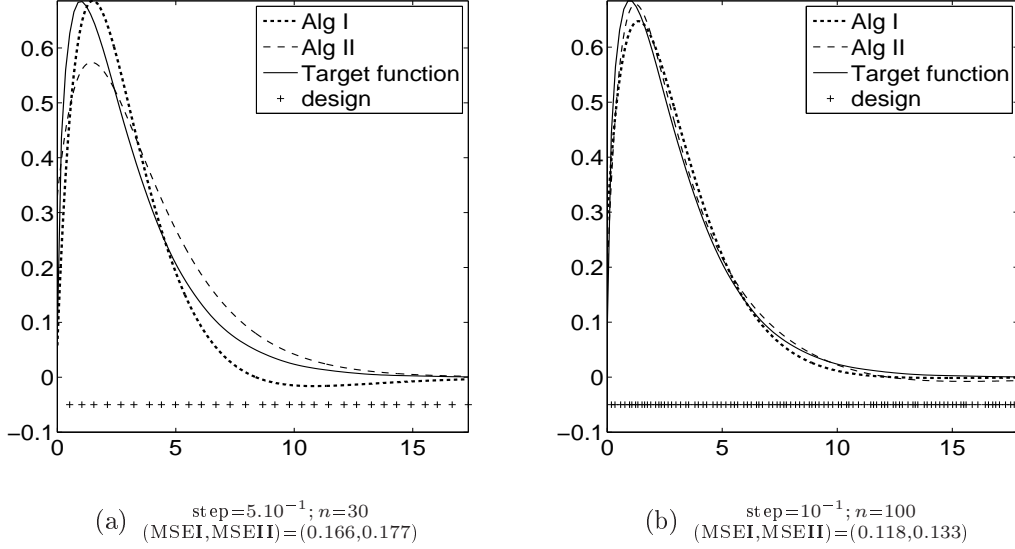 Alg I
Alg II
Target function
design
0.6
0.5
0.4
0.3
0.2
0.1
0
−0.1
0 5 10 15
Alg I
Alg II
Target function
design
0.6
0.5
0.4
0.3
0.2
0.1
0
−0.1
0 5 10 15
(a) step=5.10⁻¹; n=30
(MSEI,MSEII)=(0.166,0.177)
(b) step=10⁻¹; n=100
(MSEI,MSEII)=(0.118,0.133)